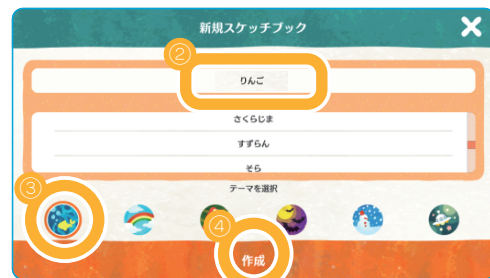 新規スケッチブック
②
りんご
さくらじま
すずらん
そら
テーマを選択
③
④
作成